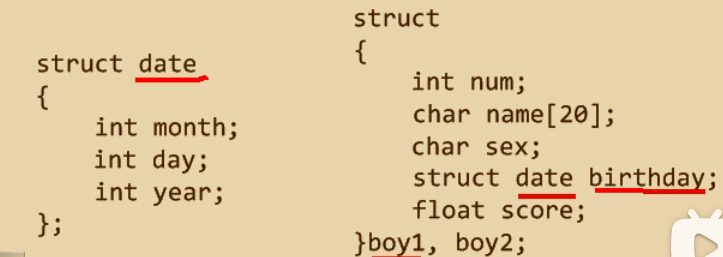 struct date
{
    int month;
    int day;
    int year;
};
struct
{
    int num;
    char name[20];
    char sex;
    struct date birthday;
    float score;
}boy1, boy2;